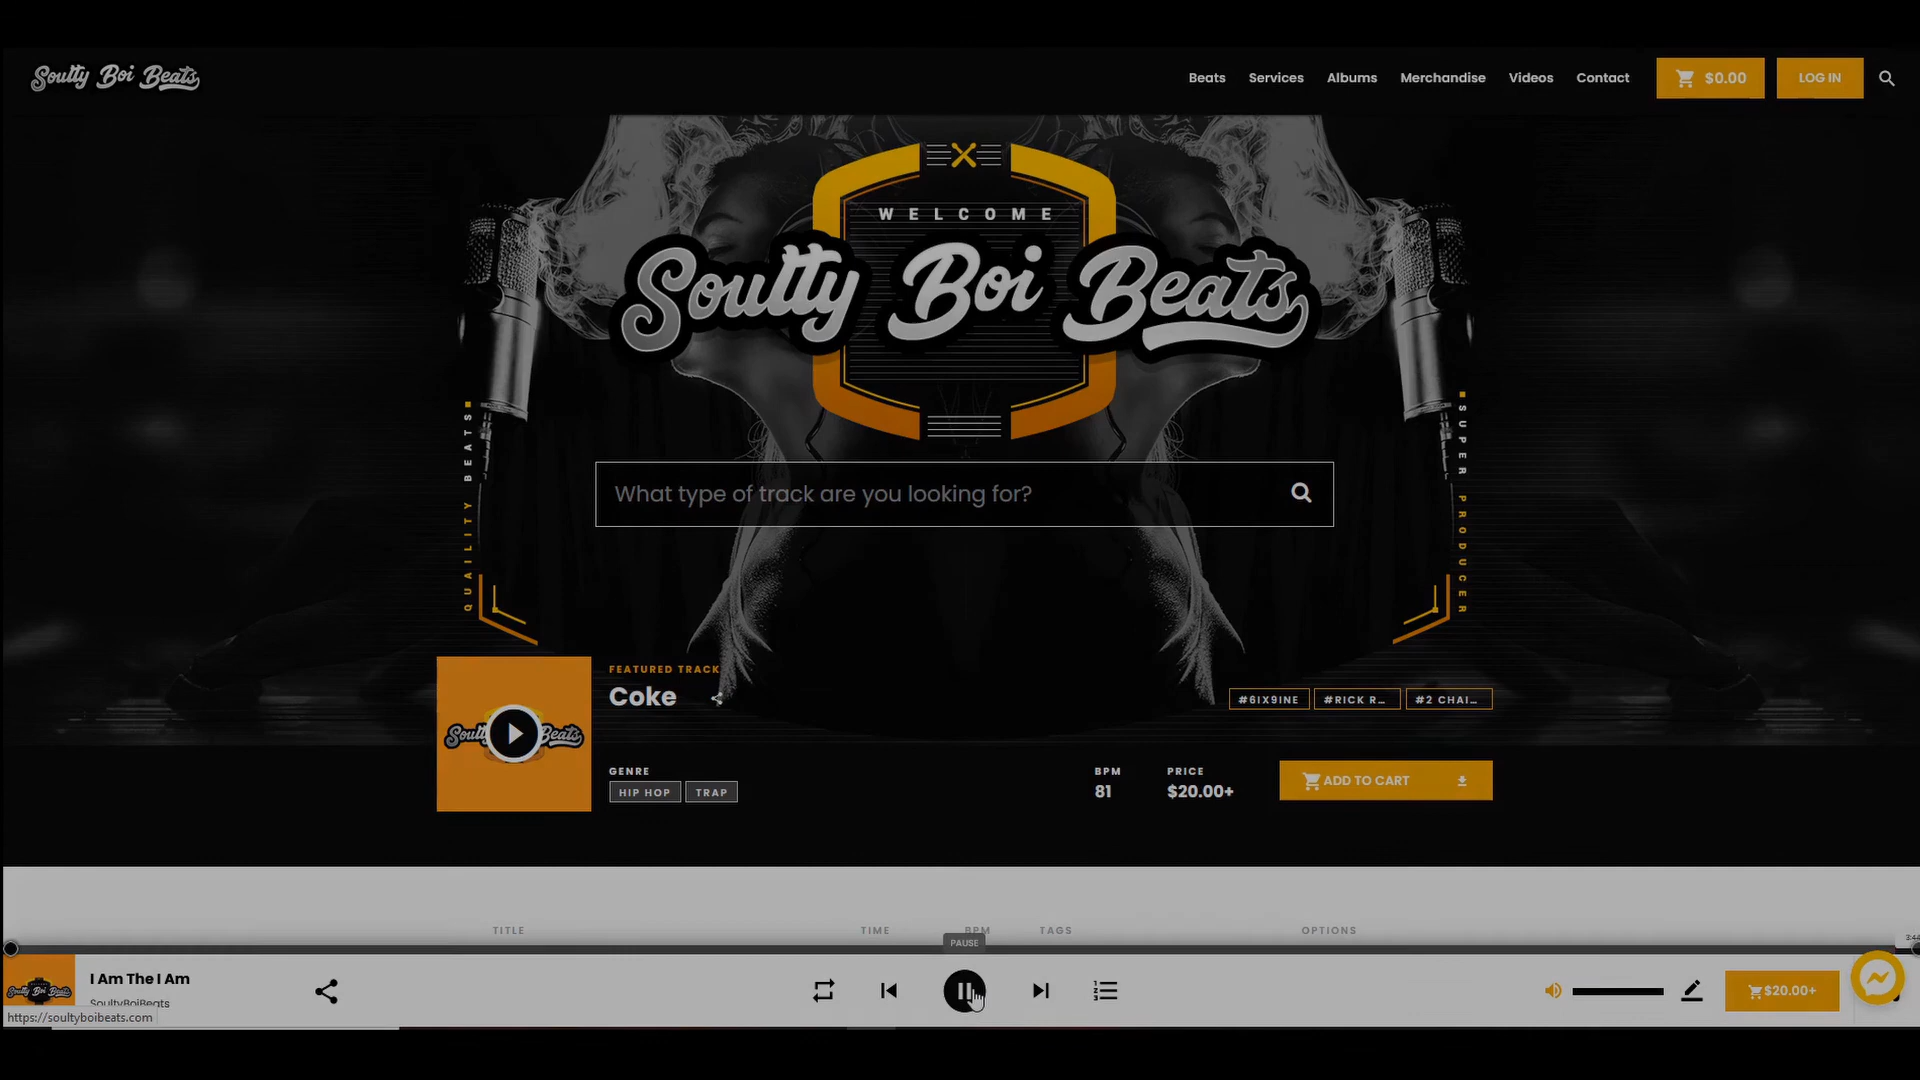 Soulty Boi Beats
Beats Services Albums Merchandise Videos Contact $0.00 LOG IN
WELCOME
Soulty Boi Beats
QUAILITY BEATS
SUPER PRODUCER
What type of track are you looking for?
FEATURED TRACK
Coke
#6IX9INE #RICK R... #2 CHAI...
GENRE
HIP HOP TRAP
BPM
81
PRICE
$20.00+
ADD TO CART
TITLE TIME BPM TAGS OPTIONS
PAUSE
3:44
I Am The I Am
SoultyBoiBeats
$20.00+
https://soultyboibeats.com